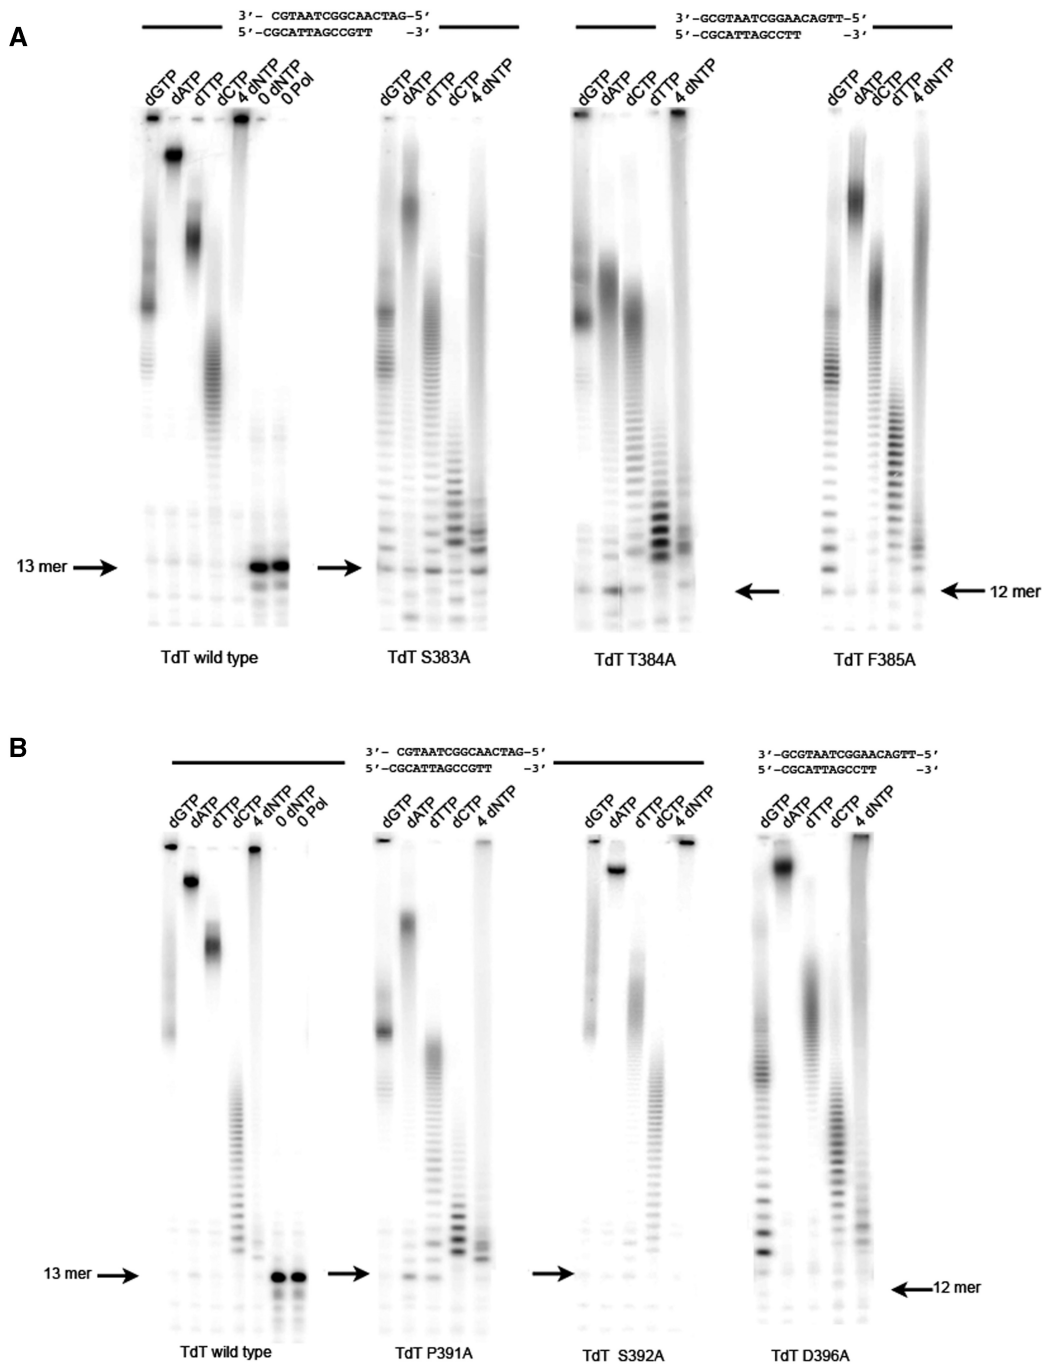 A
3′- CGTAATCGGCAACTAG-5′
5′-CGCATTAGCCGTT -3′
3′-GCGTAATCGGAACAGTT-5′
5′-CGCATTAGCCTT -3′
dGTP dATP dTTP dCTP 4 dNTP 0 dNTP 0 Pol
dGTP dATP dTTP dCTP 4 dNTP
dGTP dATP dCTP dTTP 4 dNTP
dGTP dATP dCTP dTTP 4 dNTP
13 mer
12 mer
TdT wild type
TdT S383A
TdT T384A
TdT F385A
B
3′- CGTAATCGGCAACTAG-5′
5′-CGCATTAGCCGTT -3′
3′-GCGTAATCGGAACAGTT-5′
5′-CGCATTAGCCTT -3′
dGTP dATP dTTP dCTP 4 dNTP 0 dNTP 0 Pol
dGTP dATP dTTP dCTP 4 dNTP
dGTP dATP dTTP dCTP 4 dNTP
dGTP dATP dTTP dCTP 4 dNTP
13 mer
12 mer
TdT wild type
TdT P391A
TdT S392A
TdT D396A